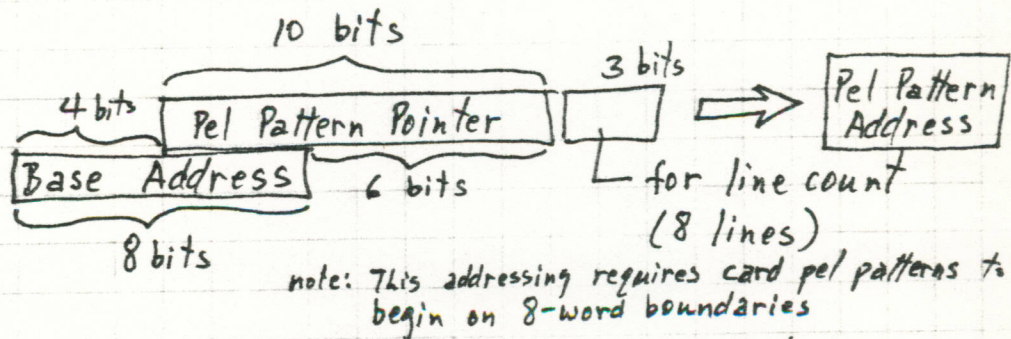 10 bits
3 bits
4 bits
Pel Pattern Pointer
Pel Pattern
Address
Base Address
6 bits
for line count
(8 lines)
8 bits
note: This addressing requires card pel patterns to
begin on 8-word boundaries